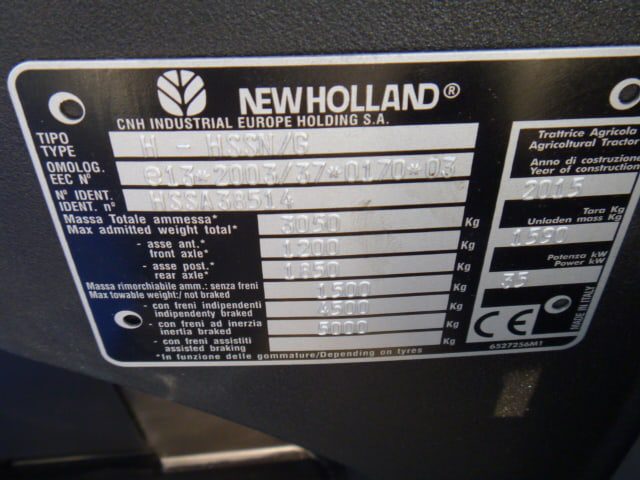 NEW HOLLAND®
CNH INDUSTRIAL EUROPE HOLDING S.A.
TIPO
TYPE H - HSSN/G
OMOLOG.
EEC N° e13*2003/37*0170*03
N° IDENT.
IDENT. n° HSSA38514
Massa Totale ammessa*
Max admitted weight total* 3050 Kg
- asse ant.*
front axle* 1200 Kg
- asse post.*
rear axle* 1850 Kg
Massa rimorchiabile amm.: senza freni
Max towable weight:/ not braked 1500 Kg
- con freni indipendenti
independenty braked 4500 Kg
- con freni ad inerzia
inertia braked 5000 Kg
- con freni assistiti
assisted braking Kg
*In funzione delle gommature/Depending on tyres
Trattrice Agricola
Agricultural Tractor
Anno di costruzione
Year of construction
2015
Tara Kg
Unladen mass Kg
1590
Potenza kW
Power kW
35
CE
MADE IN ITALY
6527256M1